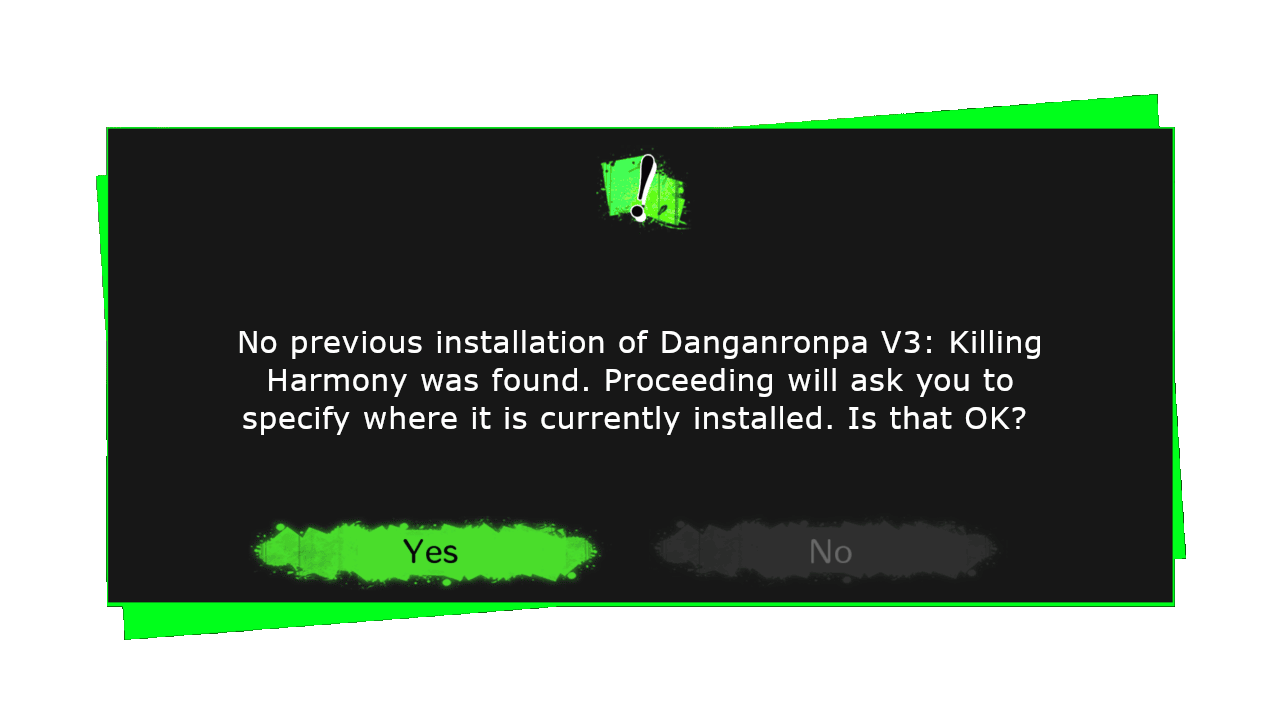 No previous installation of Danganronpa V3: Killing
Harmony was found. Proceeding will ask you to
specify where it is currently installed. Is that OK?
Yes
No